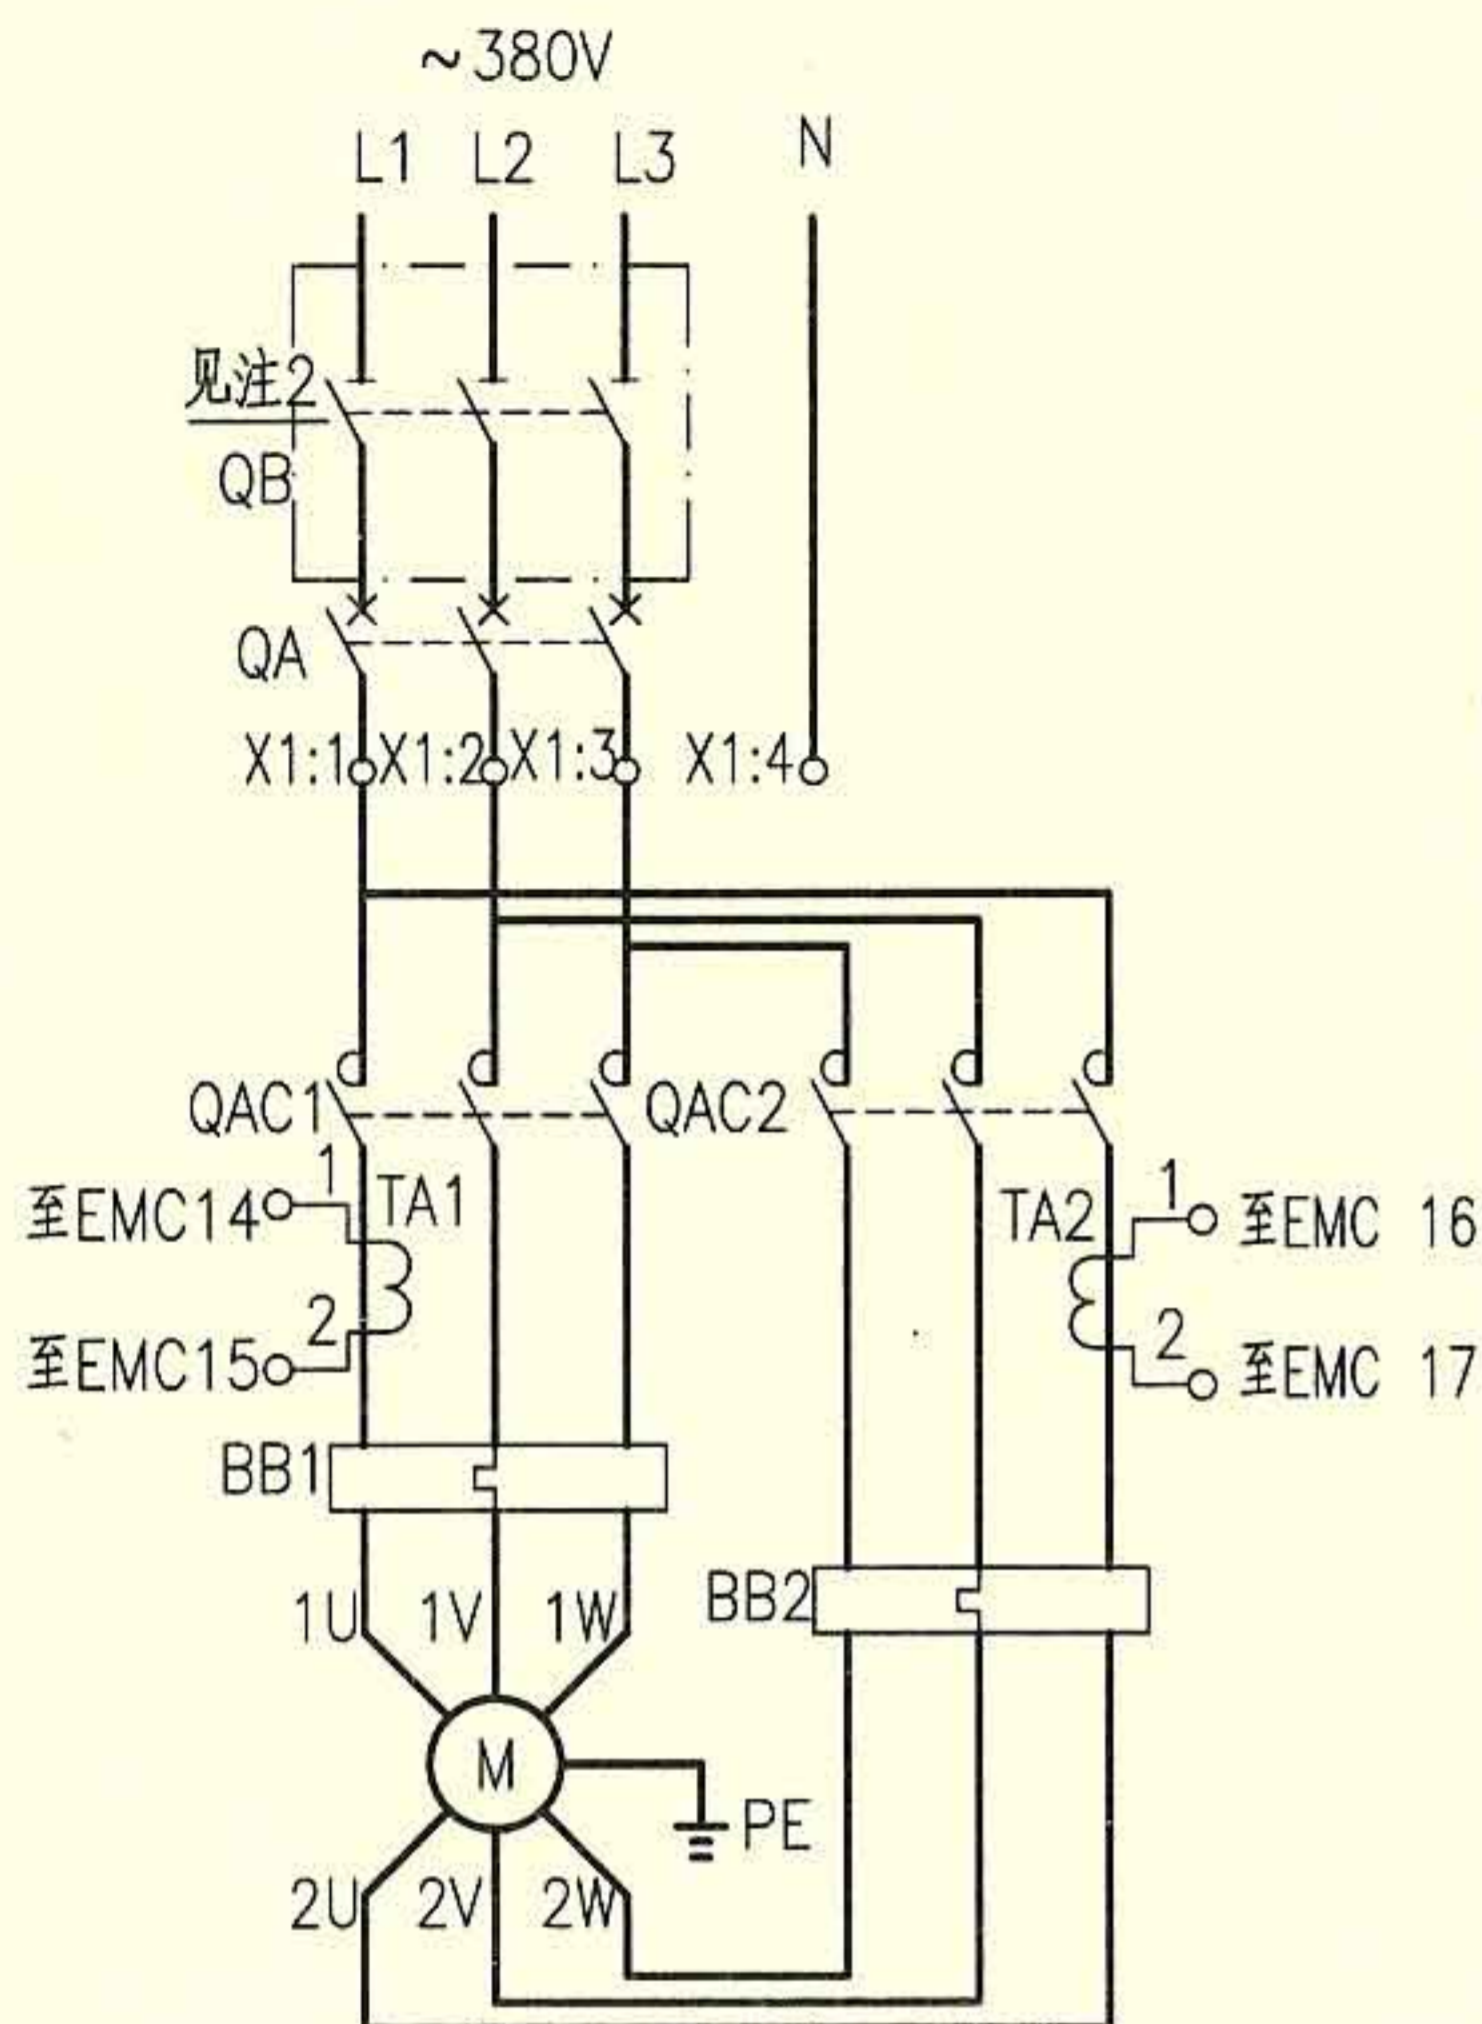 ~380V
L1 L2 L3 N
见注2
QB
QA
X1:1 X1:2 X1:3 X1:4
QAC1 QAC2
1 TA1 TA2 1
至EMC14 至EMC 16
2 2
至EMC15 至EMC 17
BB1
BB2
1U 1V 1W
M
PE
2U 2V 2W